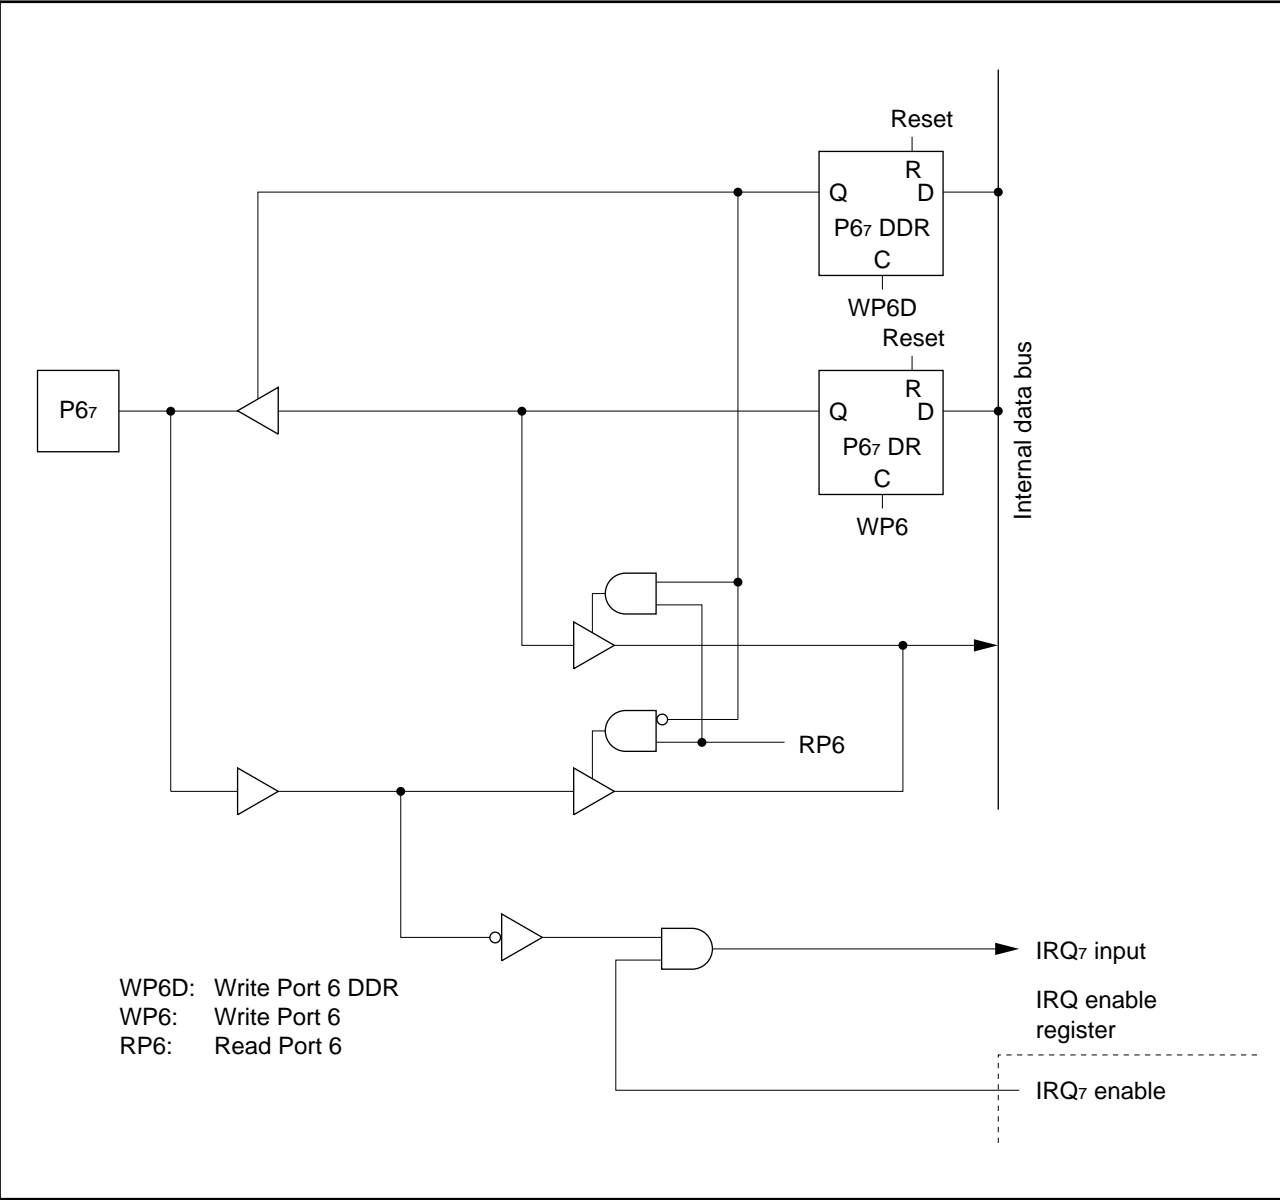 Reset
R
Q D
P67 DDR
C
WP6D
Reset
R
Q D
P67 DR
C
WP6
P67
Internal data bus
RP6
IRQ7 input
IRQ enable
register
IRQ7 enable
WP6D: Write Port 6 DDR
WP6: Write Port 6
RP6: Read Port 6